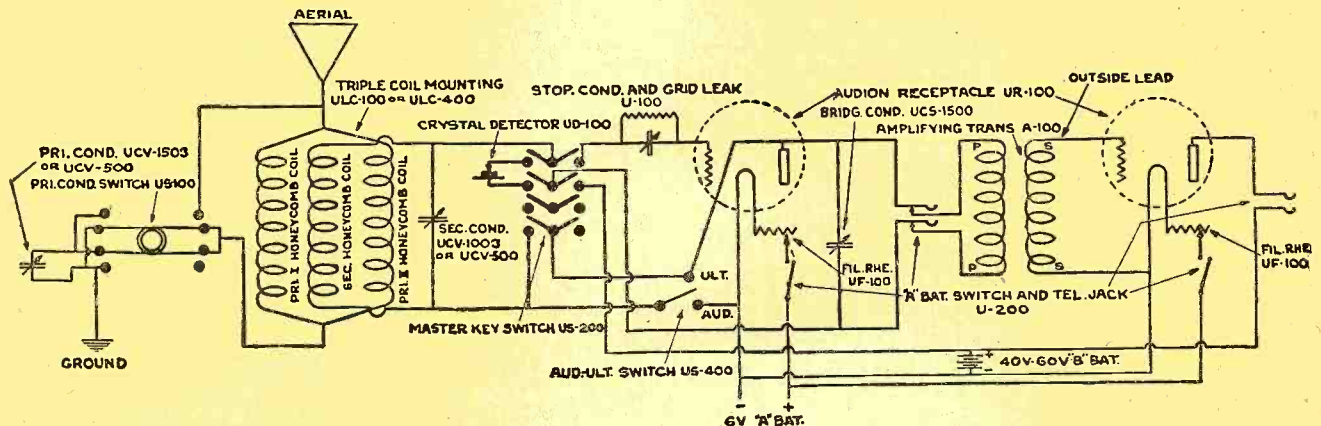 AERIAL
TRIPLE COIL MOUNTING
ULC-100 OR ULC-400
STOP. COND. AND GRID LEAK
U-100
CRYSTAL DETECTOR UD-100
AUDION RECEPTACLE UR-100
BRIDG. COND. UCS-1500
AMPLIFYING TRANS A-100
OUTSIDE LEAD
PRI. COND. UCV-1503
OR UCV-500
PRI. COND. SWITCH US-100
PRI. I HONEYCOMB COIL
SEC. HONEYCOMB COIL
PRI. II HONEYCOMB COIL
SEC. COND.
UCV-1003
OR UCV-500
P
P
S
S
ULT.
AUD.
FIL. RHE.
UF-100
FIL. RHE.
UF-100
"A" BAT. SWITCH AND TEL. JACK
U-200
MASTER KEY SWITCH US-200
AUD-ULT. SWITCH US-400
GROUND
+
-
40V-60V "B" BAT.
- +
6V "A" BAT.